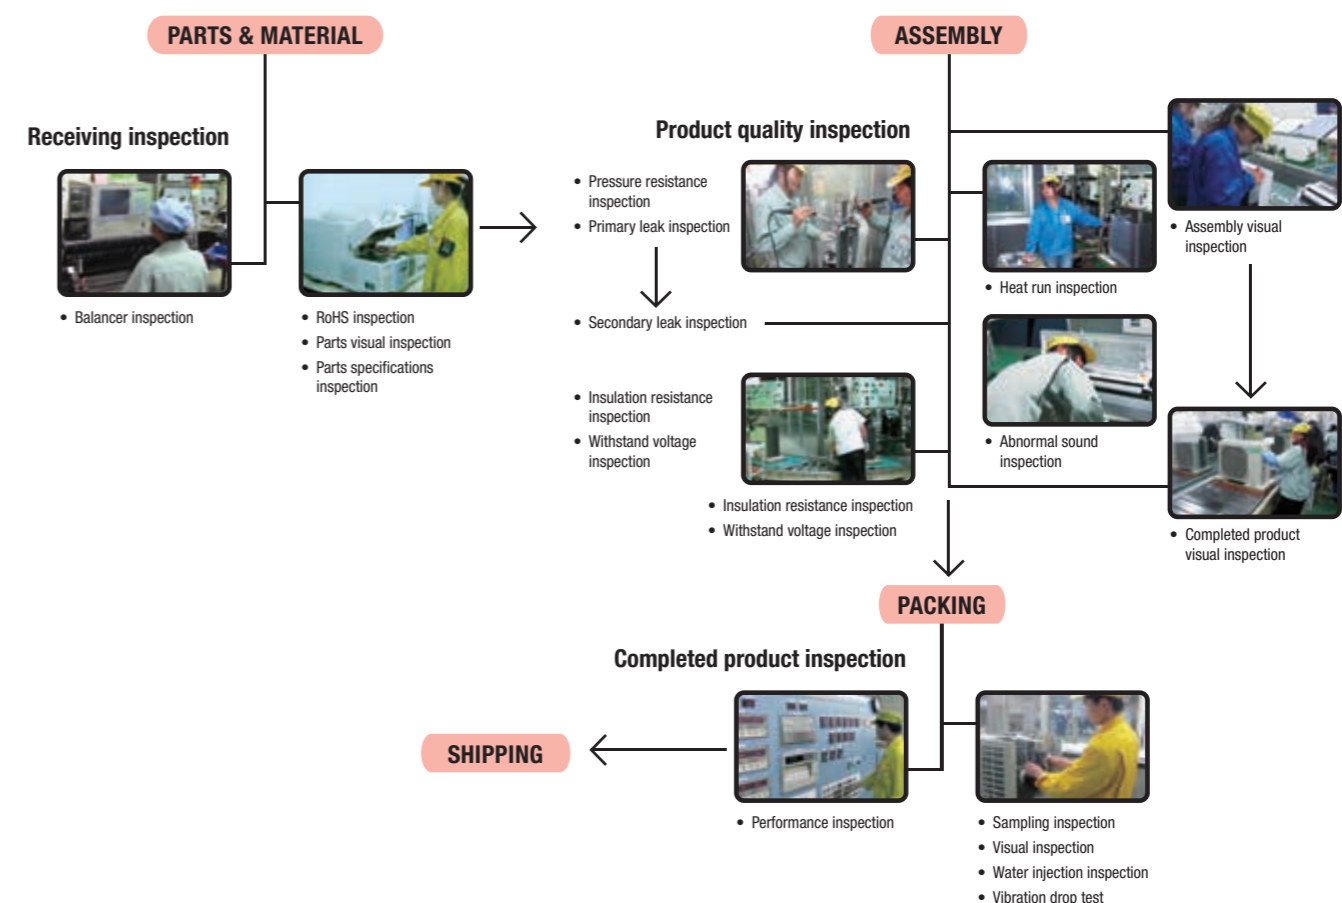 PARTS & MATERIAL
Receiving inspection
• Balancer inspection
• RoHS inspection
• Parts visual inspection
• Parts specifications
inspection
ASSEMBLY
Product quality inspection
• Pressure resistance
inspection
• Primary leak inspection
• Secondary leak inspection
• Insulation resistance
inspection
• Withstand voltage
inspection
• Insulation resistance inspection
• Withstand voltage inspection
• Heat run inspection
• Abnormal sound
inspection
• Assembly visual
inspection
• Completed product
visual inspection
PACKING
Completed product inspection
• Performance inspection
• Sampling inspection
• Visual inspection
• Water injection inspection
• Vibration drop test
SHIPPING